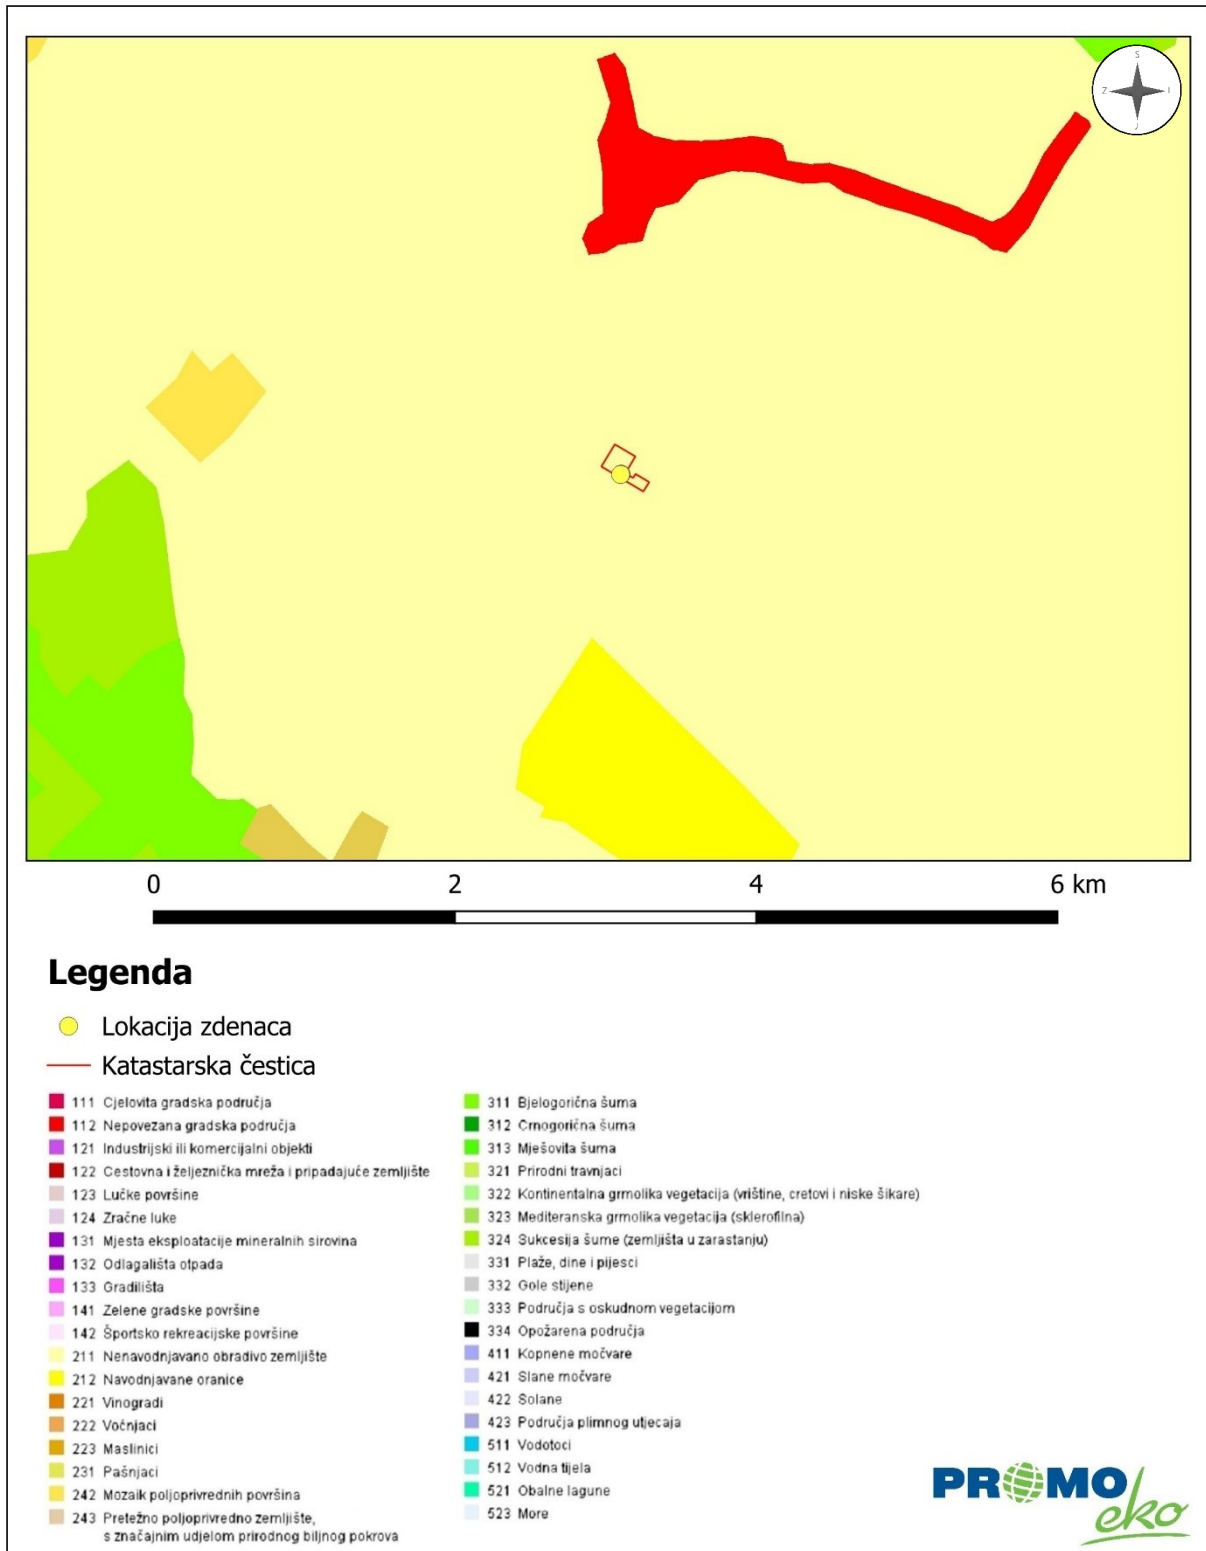 S
Z
I
J
0 2 4 6 km
Legenda
Lokacija zdenaca
Katastarska čestica
111 Cjelovita gradska područja
112 Nepovezana gradska područja
121 Industrijski ili komercijalni objekti
122 Cestovna i željeznička mreža i pripadajuće zemljište
123 Lučke površine
124 Zračne luke
131 Mjesta eksploatacije mineralnih sirovina
132 Odlagališta otpada
133 Gradilišta
141 Zelene gradske površine
142 Športsko rekreacijske površine
211 Nenavodnjavano obradivo zemljište
212 Navodnjavane oranice
221 Vinogradi
222 Voćnjaci
223 Maslinici
231 Pašnjaci
242 Mozaik poljoprivrednih površina
243 Pretežno poljoprivredno zemljište,
s značajnim udjelom prirodnog biljnog pokrova
311 Bjelogorična šuma
312 Crnogorična šuma
313 Mješovita šuma
321 Prirodni travnjaci
322 Kontinentalna grmolika vegetacija (vrištine, cretovi i niske šikare)
323 Mediteranska grmolika vegetacija (sklerofilna)
324 Sukcesija šume (zemljišta u zarastanju)
331 Plaže, dine i pijesci
332 Gole stijene
333 Područja s oskudnom vegetacijom
334 Opožarena područja
411 Kopnene močvare
421 Slane močvare
422 Solane
423 Područja plimnog utjecaja
511 Vodotoci
512 Vodna tijela
521 Obalne lagune
523 More
PROMO
eko